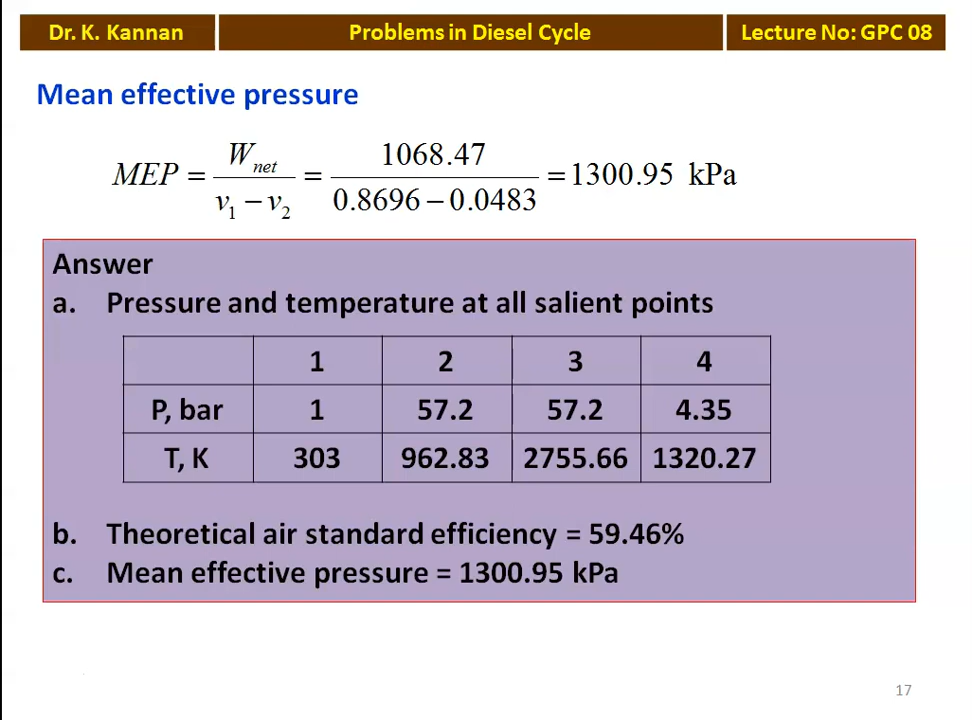 Dr. K. Kannan
Problems in Diesel Cycle
Lecture No: GPC 08
Mean effective pressure
MEP = W_net / (v_1 − v_2) = 1068.47 / (0.8696 − 0.0483) = 1300.95 kPa
Answer
a. Pressure and temperature at all salient points
1 2 3 4
P, bar 1 57.2 57.2 4.35
T, K 303 962.83 2755.66 1320.27
b. Theoretical air standard efficiency = 59.46%
c. Mean effective pressure = 1300.95 kPa
17